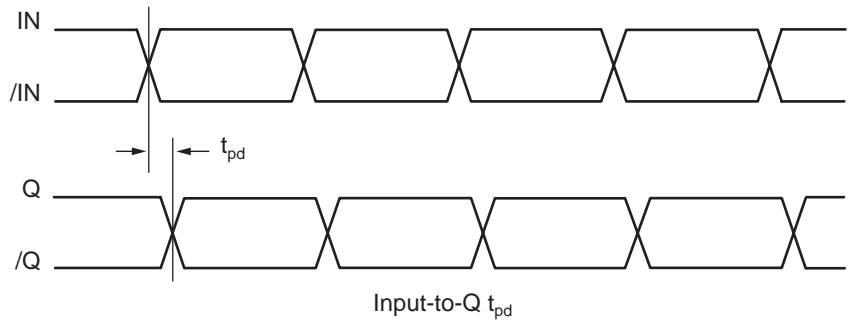 IN
/IN
tpd
Q
/Q
Input-to-Q tpd